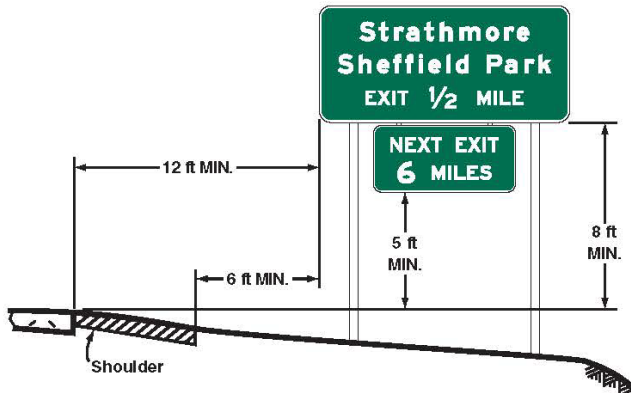 Strathmore
Sheffield Park
EXIT 1/2 MILE
NEXT EXIT
6 MILES
12 ft MIN.
5 ft
MIN.
8 ft
MIN.
6 ft MIN.
Shoulder